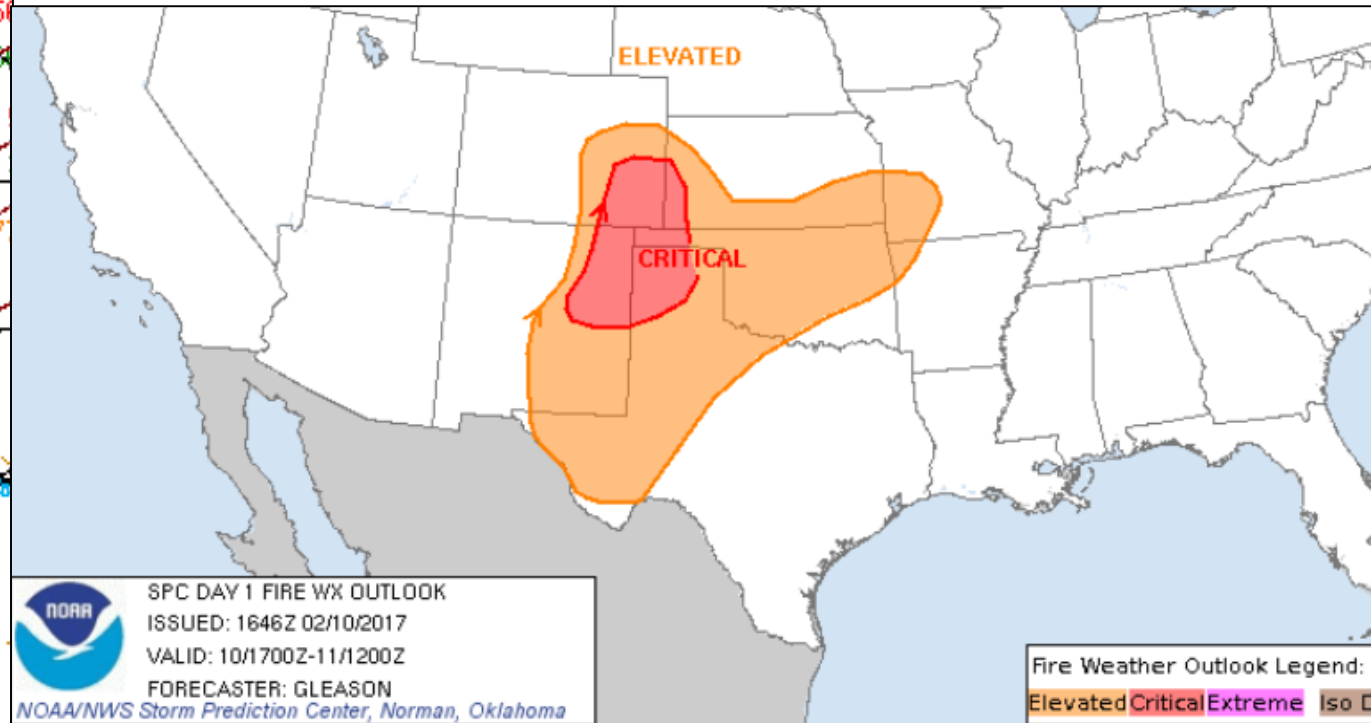 ELEVATED
CRITICAL
NOAA
SPC DAY 1 FIRE WX OUTLOOK
ISSUED: 1646Z 02/10/2017
VALID: 10/1700Z-11/1200Z
FORECASTER: GLEASON
NOAA/NWS Storm Prediction Center, Norman, Oklahoma
Fire Weather Outlook Legend:
Elevated Critical Extreme Iso D